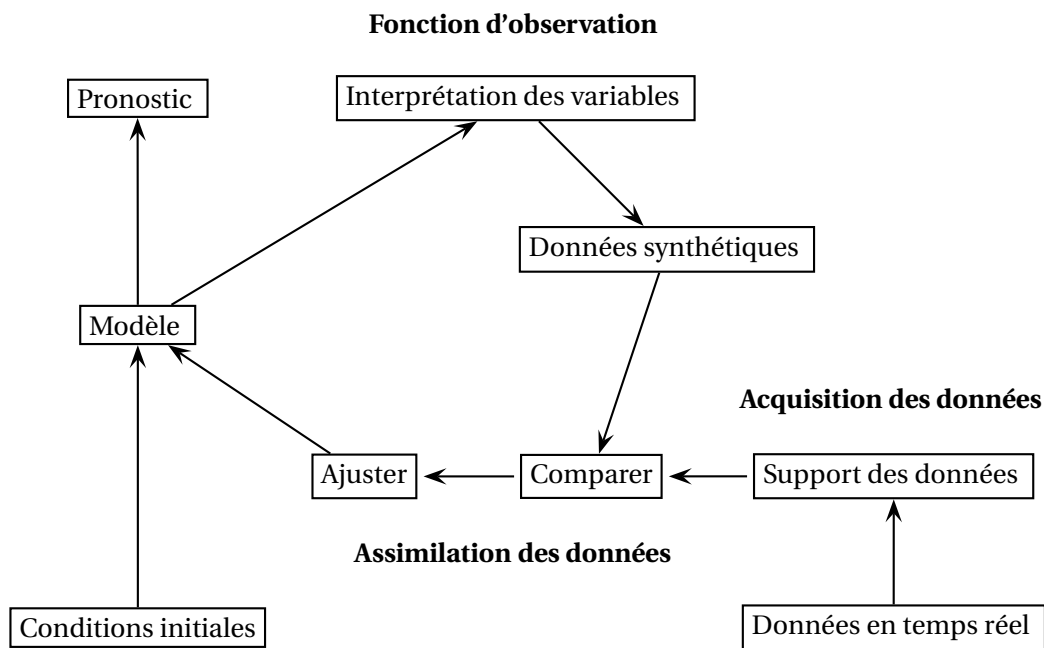 Fonction d'observation
Pronostic
Interprétation des variables
Données synthétiques
Modèle
Acquisition des données
Ajuster
Comparer
Support des données
Assimilation des données
Conditions initiales
Données en temps réel